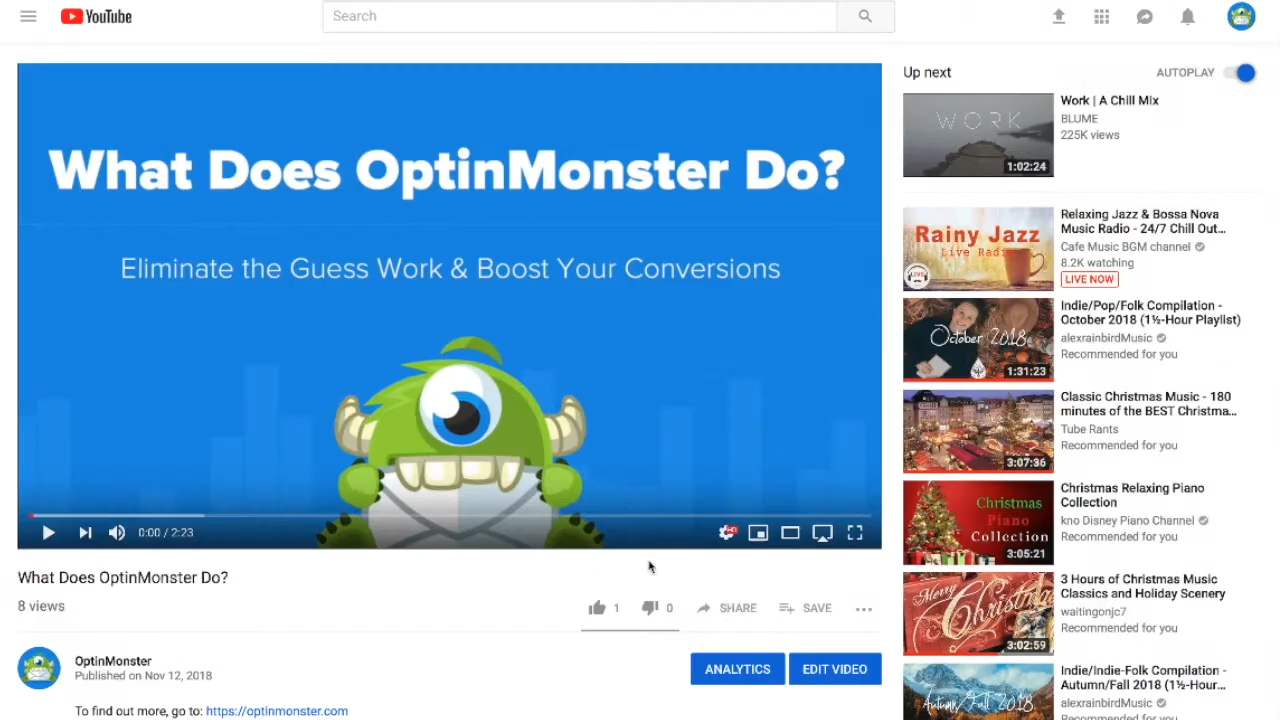 YouTube
Search
What Does OptinMonster Do?
Eliminate the Guess Work & Boost Your Conversions
0:00 / 2:23
HD
What Does OptinMonster Do?
8 views
1
0
SHARE
SAVE
OptinMonster
Published on Nov 12, 2018
ANALYTICS
EDIT VIDEO
To find out more, go to: https://optinmonster.com
Up next
AUTOPLAY
WORK
1:02:24
Work | A Chill Mix
BLUME
225K views
Rainy Jazz
Live Radio
LIVE
Relaxing Jazz & Bossa Nova
Music Radio - 24/7 Chill Out...
Cafe Music BGM channel
8.2K watching
LIVE NOW
October 2018
1:31:23
Indie/Pop/Folk Compilation -
October 2018 (1½-Hour Playlist)
alexrainbirdMusic
Recommended for you
3:07:36
Classic Christmas Music - 180
minutes of the BEST Christma...
Tube Rants
Recommended for you
Christmas
Piano
Collection
3:05:21
Christmas Relaxing Piano
Collection
kno Disney Piano Channel
Recommended for you
Merry
Christmas
3:02:59
3 Hours of Christmas Music
Classics and Holiday Scenery
waitingonjc7
Recommended for you
Autumn/Fall 2018
Indie/Indie-Folk Compilation -
Autumn/Fall 2018 (1½-Hour...
alexrainbirdMusic
Recommended for you